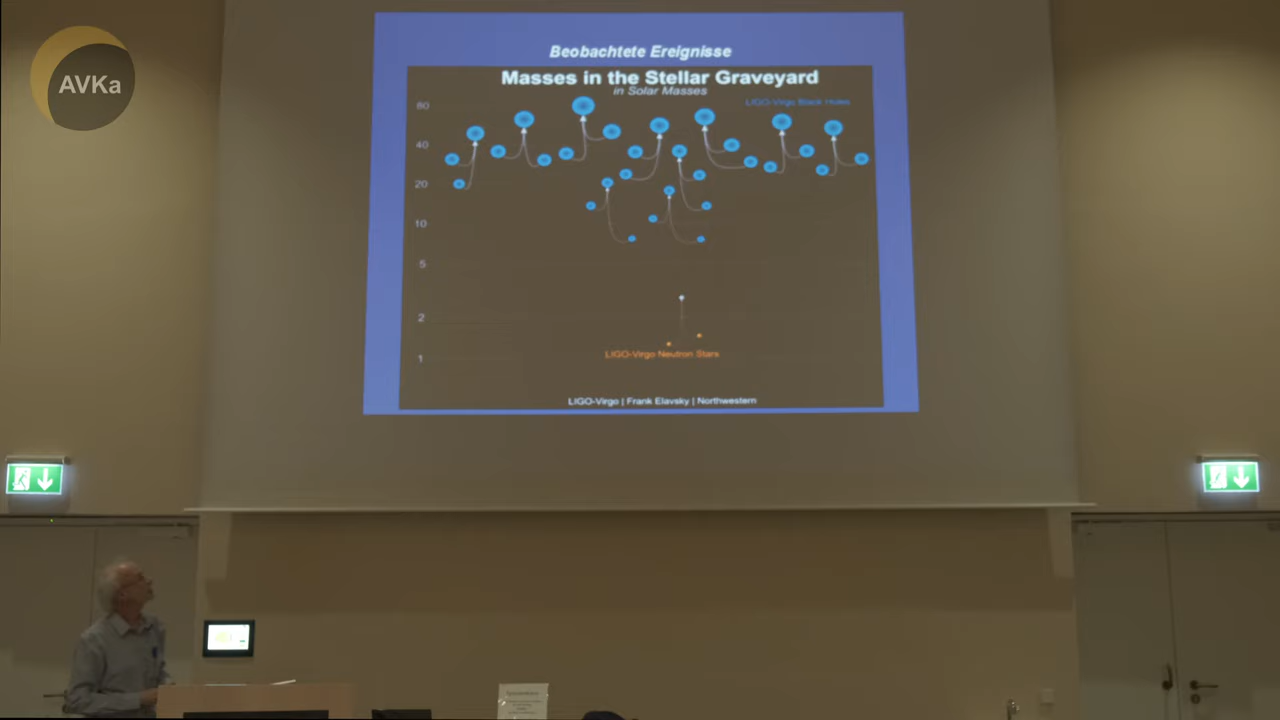 AVKa
Beobachtete Ereignisse
Masses in the Stellar Graveyard
in Solar Masses
LIGO-Virgo Black Holes
80
40
20
10
5
2
1
LIGO-Virgo Neutron Stars
LIGO-Virgo | Frank Elavsky | Northwestern